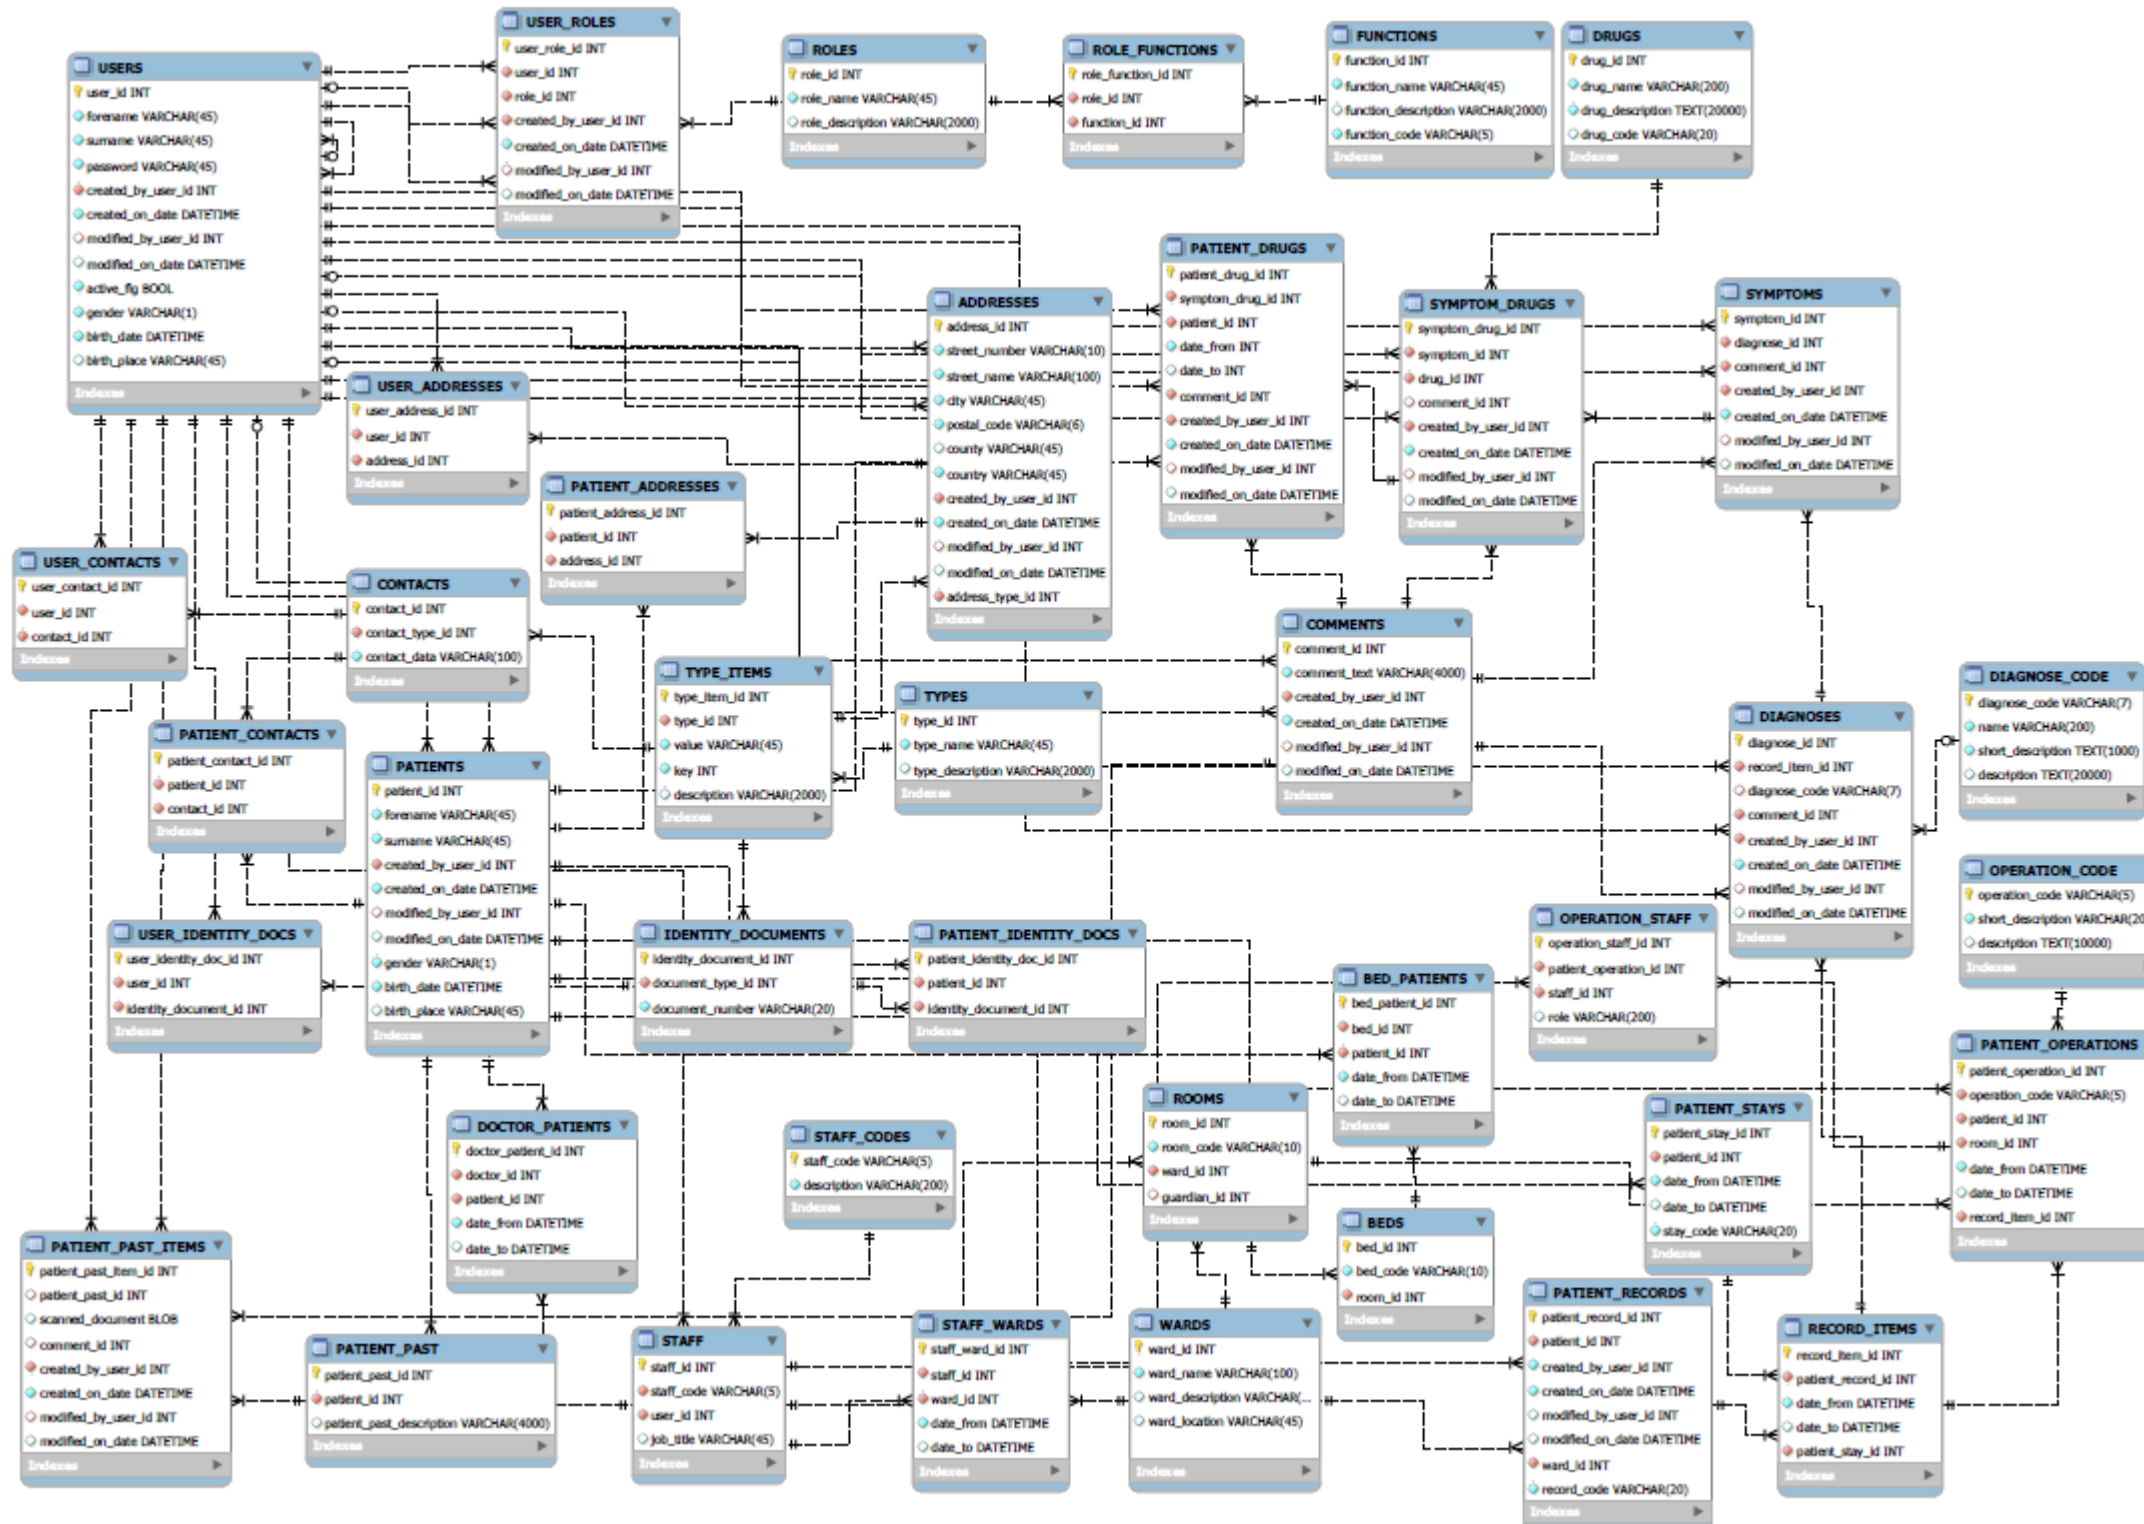 USERS
user_id INT
forename VARCHAR(45)
surname VARCHAR(45)
password VARCHAR(45)
created_by_user_id INT
created_on_date DATETIME
modified_by_user_id INT
modified_on_date DATETIME
active_flg BOOL
gender VARCHAR(1)
birth_date DATETIME
birth_place VARCHAR(45)
Indexes
USER_ROLES
user_role_id INT
user_id INT
role_id INT
created_by_user_id INT
created_on_date DATETIME
modified_by_user_id INT
modified_on_date DATETIME
Indexes
ROLES
role_id INT
role_name VARCHAR(45)
role_description VARCHAR(2000)
Indexes
ROLE_FUNCTIONS
role_function_id INT
role_id INT
function_id INT
Indexes
FUNCTIONS
function_id INT
function_name VARCHAR(45)
function_description VARCHAR(2000)
function_code VARCHAR(5)
Indexes
DRUGS
drug_id INT
drug_name VARCHAR(200)
drug_description TEXT(20000)
drug_code VARCHAR(20)
Indexes
USER_ADDRESSES
user_address_id INT
user_id INT
address_id INT
Indexes
PATIENT_ADDRESSES
patient_address_id INT
patient_id INT
address_id INT
Indexes
ADDRESSES
address_id INT
street_number VARCHAR(10)
street_name VARCHAR(100)
city VARCHAR(45)
postal_code VARCHAR(6)
county VARCHAR(45)
country VARCHAR(45)
created_by_user_id INT
created_on_date DATETIME
modified_by_user_id INT
modified_on_date DATETIME
address_type_id INT
Indexes
PATIENT_DRUGS
patient_drug_id INT
symptom_drug_id INT
patient_id INT
date_from INT
date_to INT
comment_id INT
created_by_user_id INT
created_on_date DATETIME
modified_by_user_id INT
modified_on_date DATETIME
Indexes
SYMPTOM_DRUGS
symptom_drug_id INT
symptom_id INT
drug_id INT
comment_id INT
created_by_user_id INT
created_on_date DATETIME
modified_by_user_id INT
modified_on_date DATETIME
Indexes
SYMPTOMS
symptom_id INT
diagnose_id INT
comment_id INT
created_by_user_id INT
created_on_date DATETIME
modified_by_user_id INT
modified_on_date DATETIME
Indexes
USER_CONTACTS
user_contact_id INT
user_id INT
contact_id INT
Indexes
CONTACTS
contact_id INT
contact_type_id INT
contact_data VARCHAR(100)
Indexes
TYPE_ITEMS
type_item_id INT
type_id INT
value VARCHAR(45)
key INT
description VARCHAR(2000)
Indexes
TYPES
type_id INT
type_name VARCHAR(45)
type_description VARCHAR(2000)
Indexes
COMMENTS
comment_id INT
comment_text VARCHAR(4000)
created_by_user_id INT
created_on_date DATETIME
modified_by_user_id INT
modified_on_date DATETIME
Indexes
DIAGNOSES
diagnose_id INT
record_item_id INT
diagnose_code VARCHAR(7)
comment_id INT
created_by_user_id INT
created_on_date DATETIME
modified_by_user_id INT
modified_on_date DATETIME
Indexes
DIAGNOSE_CODE
diagnose_code VARCHAR(7)
name VARCHAR(200)
short_description TEXT(1000)
description TEXT(20000)
Indexes
PATIENT_CONTACTS
patient_contact_id INT
patient_id INT
contact_id INT
Indexes
PATIENTS
patient_id INT
forename VARCHAR(45)
surname VARCHAR(45)
created_by_user_id INT
created_on_date DATETIME
modified_by_user_id INT
modified_on_date DATETIME
gender VARCHAR(1)
birth_date DATETIME
birth_place VARCHAR(45)
Indexes
OPERATION_CODE
operation_code VARCHAR(5)
short_description VARCHAR(20
description TEXT(10000)
Indexes
USER_IDENTITY_DOCS
user_identity_doc_id INT
user_id INT
identity_document_id INT
Indexes
IDENTITY_DOCUMENTS
identity_document_id INT
document_type_id INT
document_number VARCHAR(20)
Indexes
PATIENT_IDENTITY_DOCS
patient_identity_doc_id INT
patient_id INT
identity_document_id INT
Indexes
BED_PATIENTS
bed_patient_id INT
bed_id INT
patient_id INT
date_from DATETIME
date_to DATETIME
Indexes
OPERATION_STAFF
operation_staff_id INT
patient_operation_id INT
staff_id INT
role VARCHAR(200)
Indexes
PATIENT_OPERATIONS
patient_operation_id INT
operation_code VARCHAR(5)
patient_id INT
room_id INT
date_from DATETIME
date_to DATETIME
record_item_id INT
Indexes
DOCTOR_PATIENTS
doctor_patient_id INT
doctor_id INT
patient_id INT
date_from DATETIME
date_to DATETIME
Indexes
STAFF_CODES
staff_code VARCHAR(5)
description VARCHAR(200)
Indexes
ROOMS
room_id INT
room_code VARCHAR(10)
ward_id INT
guardian_id INT
Indexes
PATIENT_STAYS
patient_stay_id INT
patient_id INT
date_from DATETIME
date_to DATETIME
stay_code VARCHAR(20)
Indexes
BEDS
bed_id INT
bed_code VARCHAR(10)
room_id INT
Indexes
PATIENT_PAST_ITEMS
patient_past_item_id INT
patient_past_id INT
scanned_document BLOB
comment_id INT
created_by_user_id INT
created_on_date DATETIME
modified_by_user_id INT
modified_on_date DATETIME
Indexes
PATIENT_PAST
patient_past_id INT
patient_id INT
patient_past_description VARCHAR(4000)
Indexes
STAFF
staff_id INT
staff_code VARCHAR(5)
user_id INT
job_title VARCHAR(45)
Indexes
STAFF_WARDS
staff_ward_id INT
staff_id INT
ward_id INT
date_from DATETIME
date_to DATETIME
Indexes
WARDS
ward_id INT
ward_name VARCHAR(100)
ward_description VARCHAR(...
ward_location VARCHAR(45)
Indexes
PATIENT_RECORDS
patient_record_id INT
patient_id INT
created_by_user_id INT
created_on_date DATETIME
modified_by_user_id INT
modified_on_date DATETIME
ward_id INT
record_code VARCHAR(20)
Indexes
RECORD_ITEMS
record_item_id INT
patient_record_id INT
date_from DATETIME
date_to DATETIME
patient_stay_id INT
Indexes